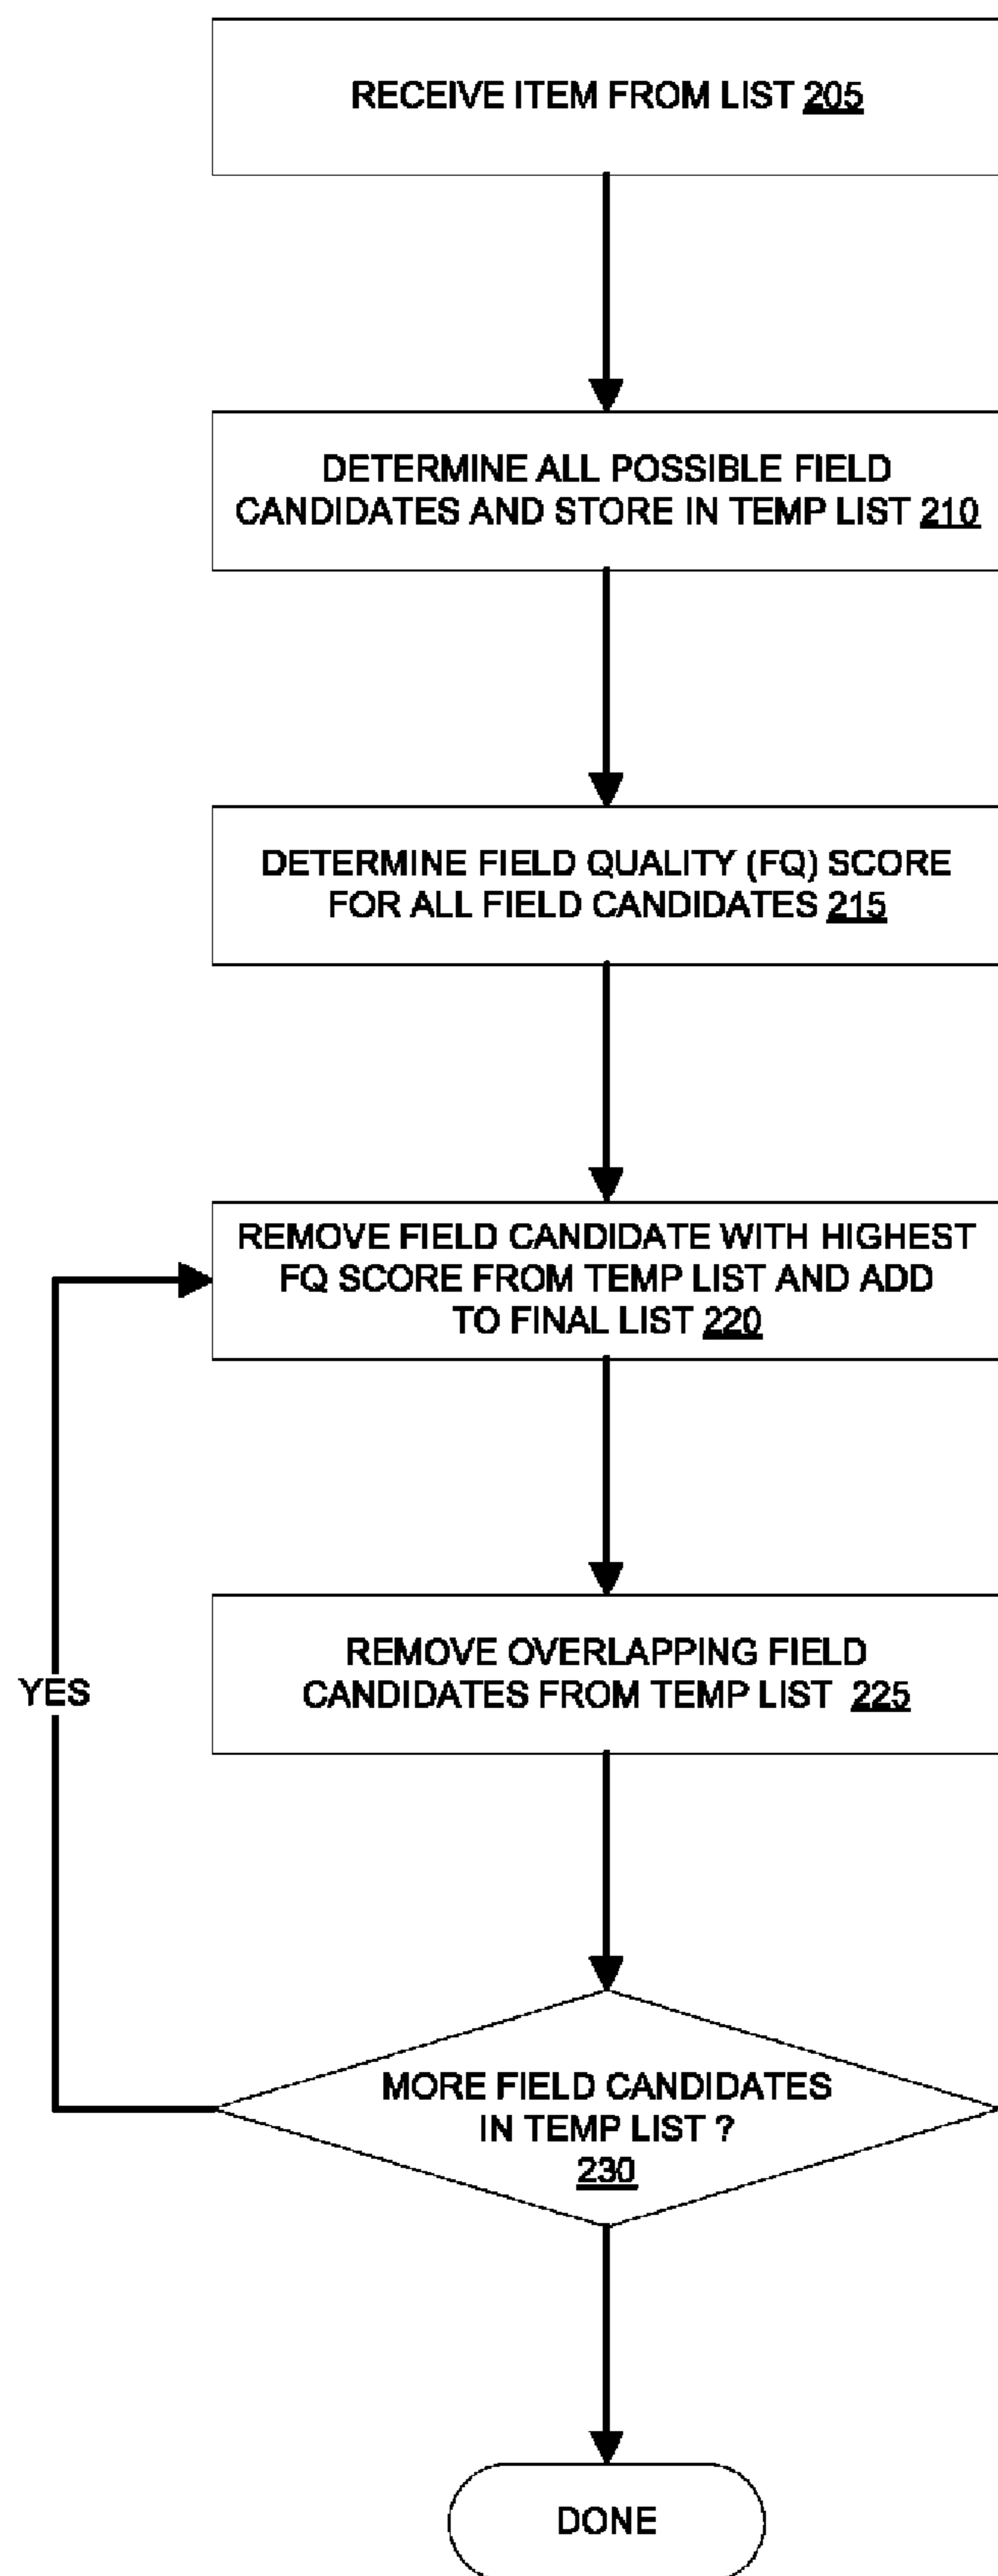 RECEIVE ITEM FROM LIST 205
DETERMINE ALL POSSIBLE FIELD
CANDIDATES AND STORE IN TEMP LIST 210
DETERMINE FIELD QUALITY (FQ) SCORE
FOR ALL FIELD CANDIDATES 215
REMOVE FIELD CANDIDATE WITH HIGHEST
FQ SCORE FROM TEMP LIST AND ADD
TO FINAL LIST 220
REMOVE OVERLAPPING FIELD
CANDIDATES FROM TEMP LIST 225
YES
MORE FIELD CANDIDATES
IN TEMP LIST ?
230
DONE